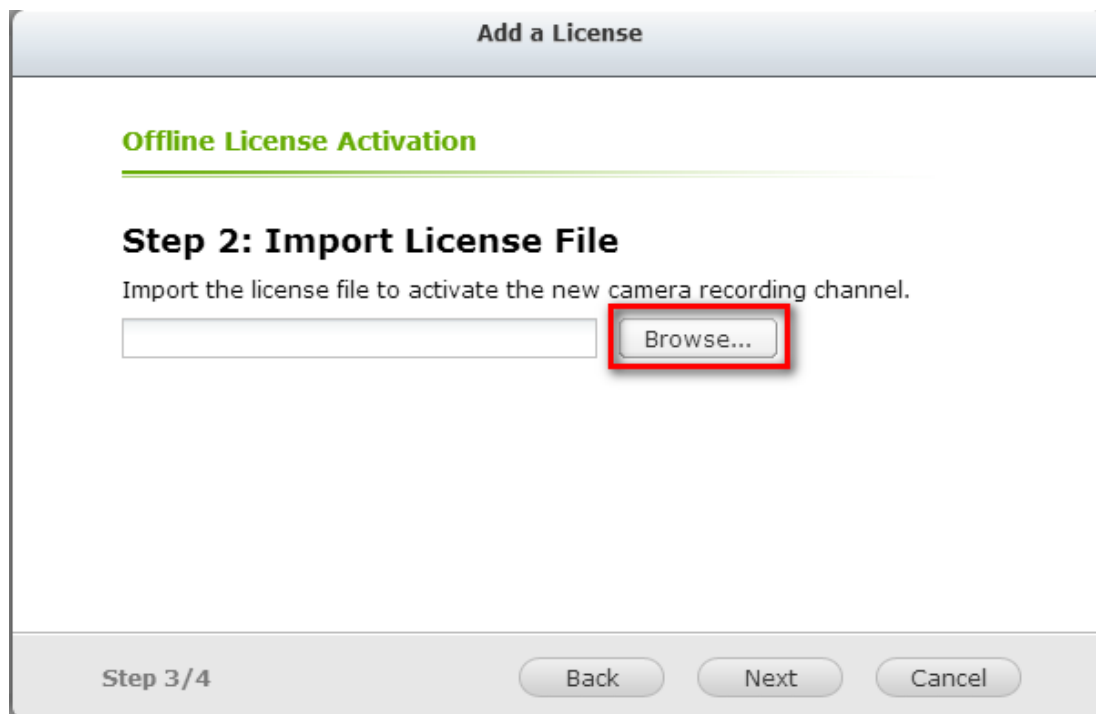 Add a License
Offline License Activation
Step 2: Import License File
Import the license file to activate the new camera recording channel.
Browse...
Step 3/4
Back
Next
Cancel